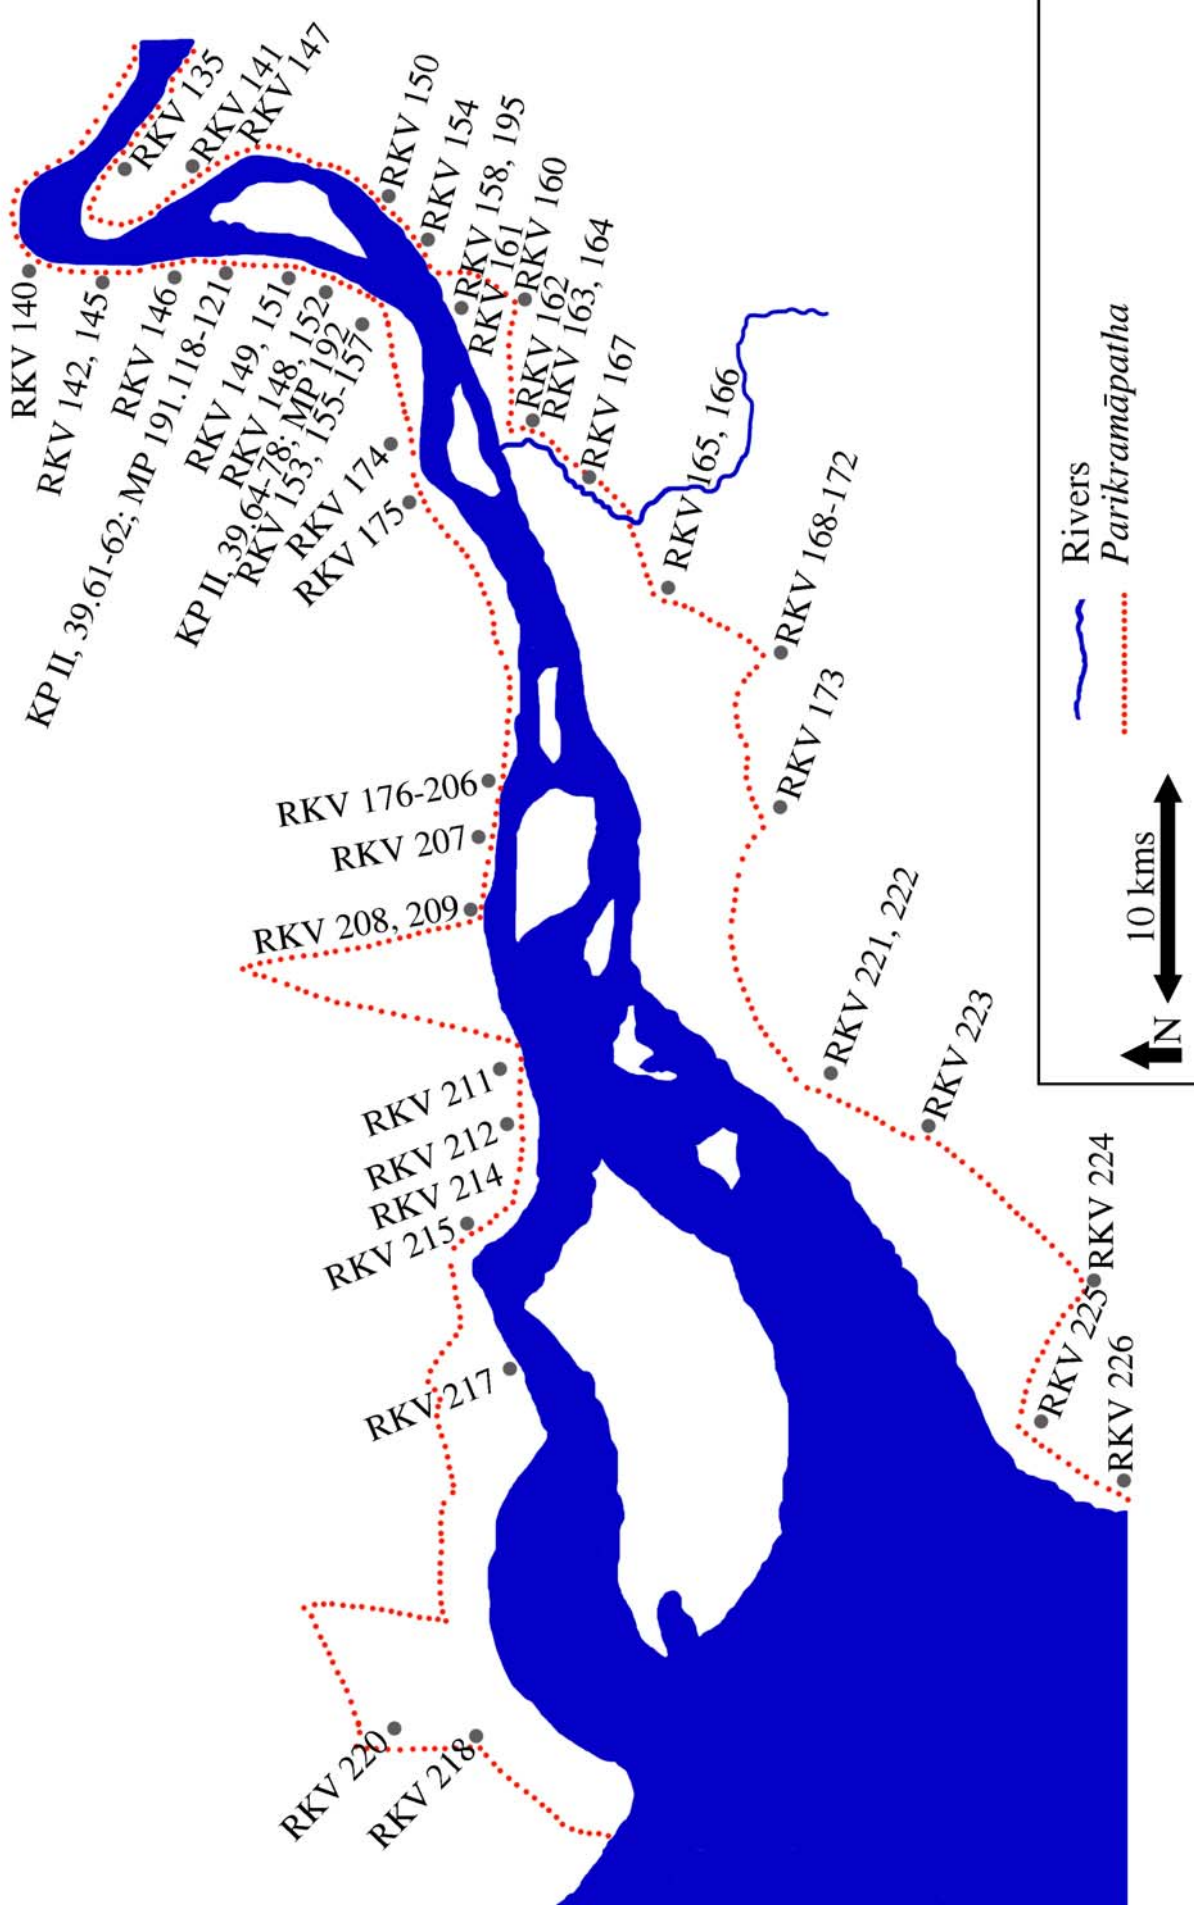 RKV 140
RKV 142, 145
RKV 146
KP II, 39.61-62; MP 191.118-121
RKV 149, 151
RKV 148, 152
KP II, 39.64-78; MP 192
RKV 153, 155-157
RKV 174
RKV 175
RKV 176-206
RKV 207
RKV 208, 209
RKV 211
RKV 212
RKV 214
RKV 215
RKV 217
RKV 220
RKV 218
RKV 135
RKV 141
RKV 147
RKV 150
RKV 154
RKV 158, 195
RKV 161
RKV 160
RKV 162
RKV 163, 164
RKV 167
RKV 165, 166
RKV 168-172
RKV 173
RKV 221, 222
RKV 223
RKV 224
RKV 225
RKV 226
Rivers
Parikramāpatha
10 kms
N